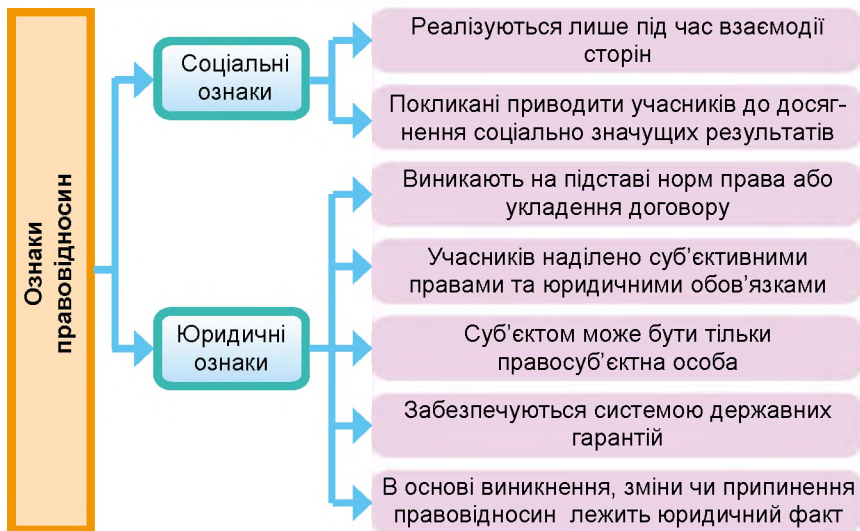 Ознаки
правовідносин
Соціальні
ознаки
Реалізуються лише під час взаємодії
сторін
Покликані приводити учасників до досяг-
нення соціально значущих результатів
Юридичні
ознаки
Виникають на підставі норм права або
укладення договору
Учасників наділено суб’єктивними
правами та юридичними обов’язками
Суб’єктом може бути тільки
правосуб’єктна особа
Забезпечуються системою державних
гарантій
В основі виникнення, зміни чи припинення
правовідносин лежить юридичний факт